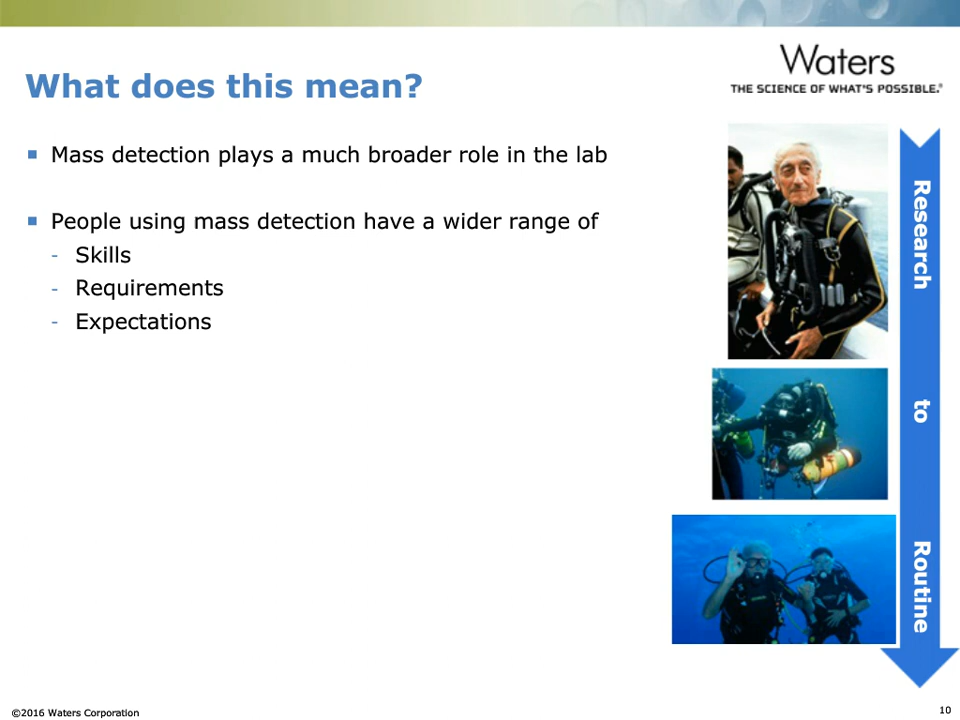 What does this mean?
Waters
THE SCIENCE OF WHAT'S POSSIBLE.®
■ Mass detection plays a much broader role in the lab
■ People using mass detection have a wider range of
- Skills
- Requirements
- Expectations
Research
to
Routine
©2016 Waters Corporation
10